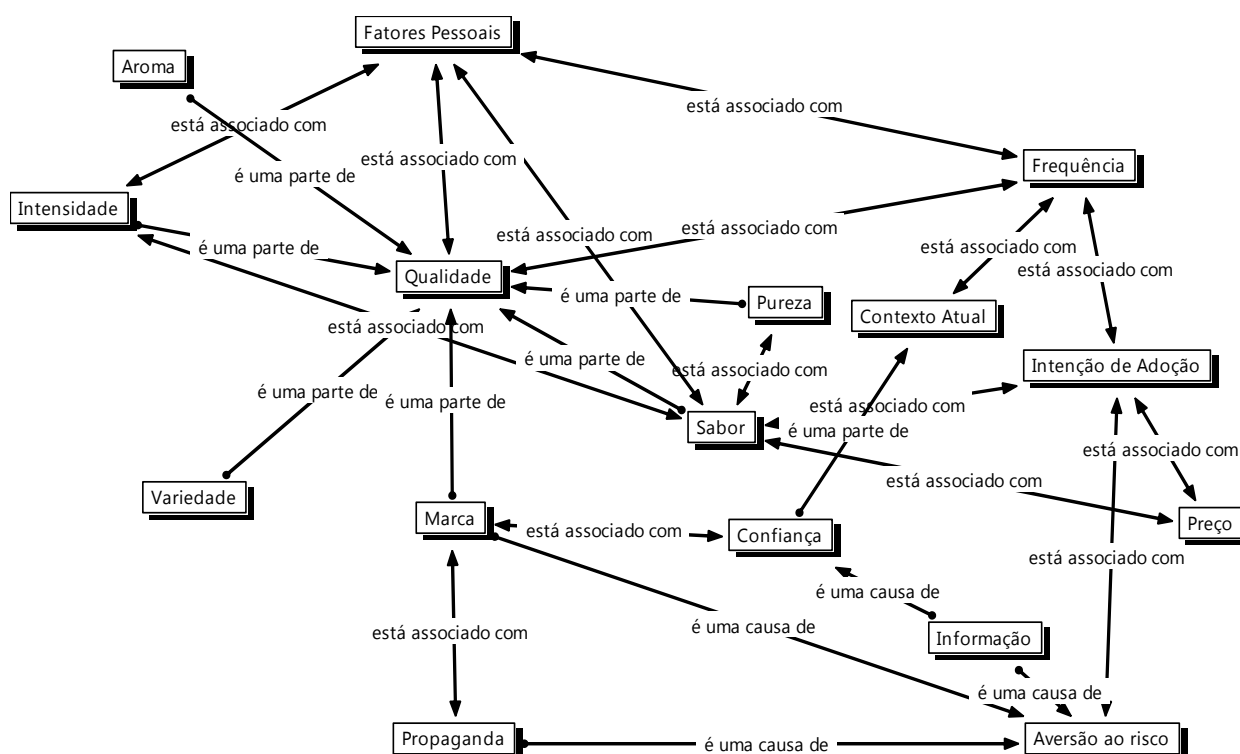 Fatores Pessoais
Aroma
está associado com
está associado com
está associado com
Frequência
é uma parte de
Intensidade
está associado com
está associado com
está associado com
é uma parte de
está associado com
Qualidade
é uma parte de
Pureza
Contexto Atual
está associado com
é uma parte de
Intenção de Adoção
está associado com
é uma parte de
é uma parte de
está associado com
Sabor
é uma parte de
está associado com
está associado com
Variedade
Marca
Preço
está associado com
Confiança
está associado com
é uma causa de
está associado com
é uma causa de
Informação
é uma causa de
Propaganda
Aversão ao risco
é uma causa de